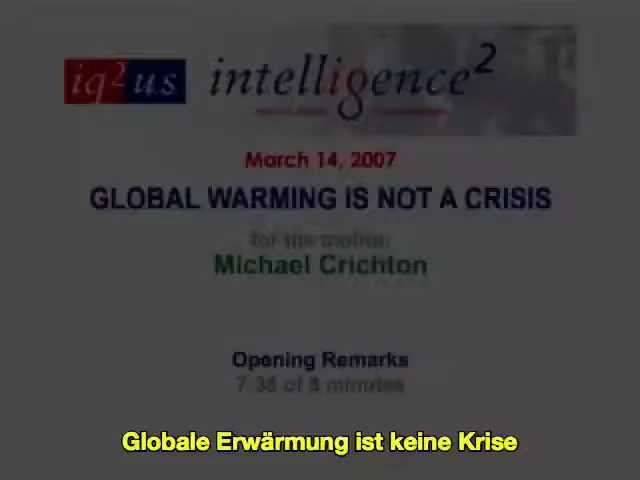 iq2us intelligence2
March 14, 2007
GLOBAL WARMING IS NOT A CRISIS
for the motion
Michael Crichton
Opening Remarks
7:38 of 8 minutes
Globale Erwärmung ist keine Krise